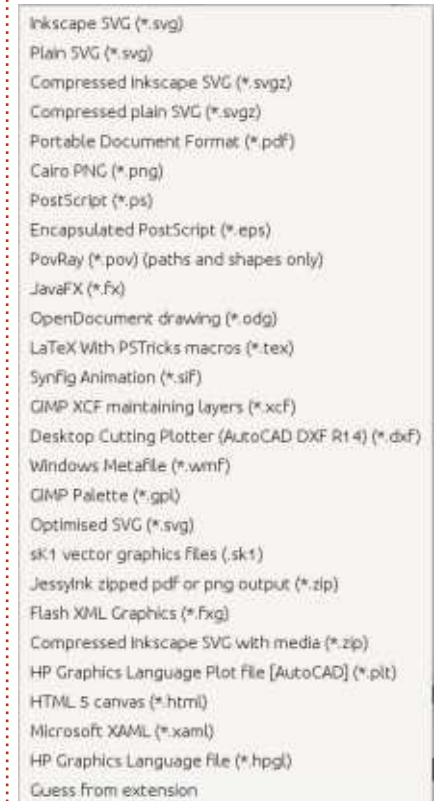 Inkscape SVG (*.svg)
Plain SVG (*.svg)
Compressed Inkscape SVG (*.svgz)
Compressed plain SVG (*.svgz)
Portable Document Format (*.pdf)
Cairo PNG (*.png)
PostScript (*.ps)
Encapsulated PostScript (*.eps)
PovRay (*.pov) (paths and shapes only)
JavaFX (*.fx)
OpenDocument drawing (*.odg)
LaTeX With PSTricks macros (*.tex)
Synfig Animation (*.sif)
GIMP XCF maintaining layers (*.xcf)
Desktop Cutting Plotter (AutoCAD DXF R14) (*.dxf)
Windows Metafile (*.wmf)
GIMP Palette (*.gpl)
Optimised SVG (*.svg)
sK1 vector graphics files (.sk1)
JessyInk zipped pdf or png output (*.zip)
Flash XML Graphics (*.fxg)
Compressed Inkscape SVG with media (*.zip)
HP Graphics Language Plot file [AutoCAD] (*.plt)
HTML 5 canvas (*.html)
Microsoft XAML (*.xaml)
HP Graphics Language file (*.hpgl)
Guess from extension